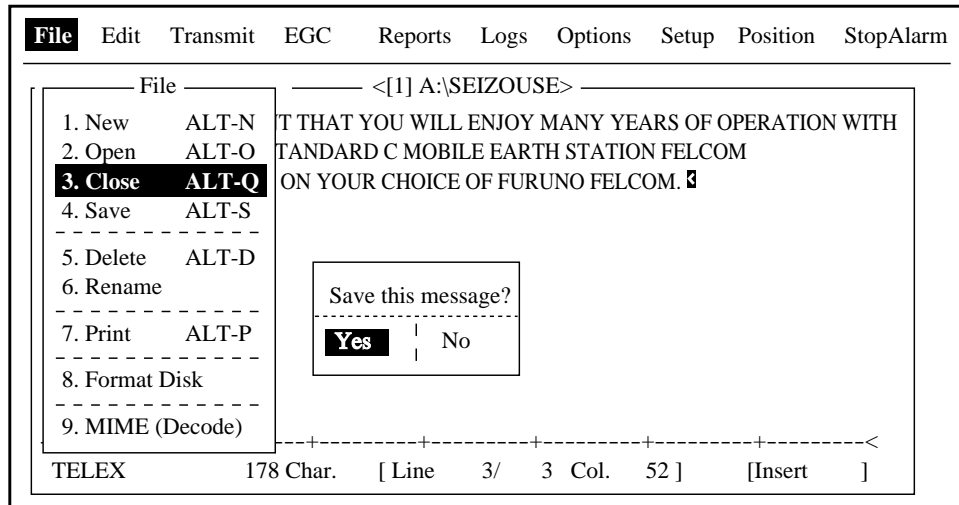 File Edit Transmit EGC Reports Logs Options Setup Position StopAlarm
File
<[1] A:\SEIZOUSE>
1. New ALT-N
2. Open ALT-O
3. Close ALT-Q
4. Save ALT-S
5. Delete ALT-D
6. Rename
7. Print ALT-P
8. Format Disk
9. MIME (Decode)
T THAT YOU WILL ENJOY MANY YEARS OF OPERATION WITH
TANDARD C MOBILE EARTH STATION FELCOM
ON YOUR CHOICE OF FURUNO FELCOM.
Save this message?
Yes No
TELEX 178 Char. [ Line 3/ 3 Col. 52 ] [Insert ]